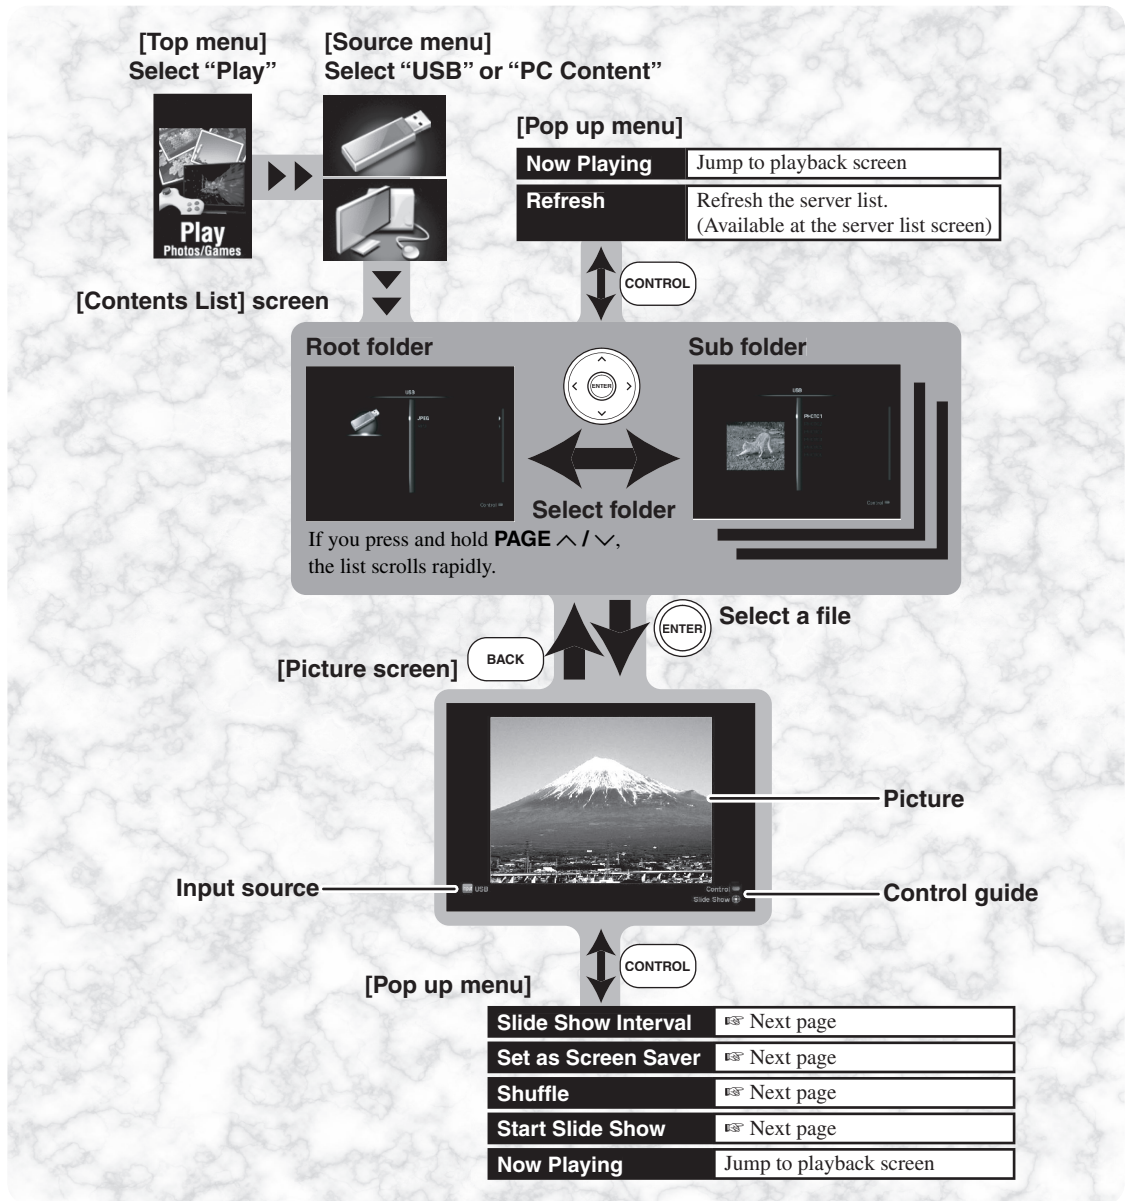 [Top menu]
Select “Play”
[Source menu]
Select “USB” or “PC Content”
Play
Photos/Games
[Pop up menu]
Now Playing Jump to playback screen
Refresh Refresh the server list.
(Available at the server list screen)
CONTROL
[Contents List] screen
Root folder
Sub folder
ENTER
USB
JPEG
Control
USB
Control
Select folder
If you press and hold PAGE ∧ / ∨,
the list scrolls rapidly.
ENTER
Select a file
BACK
[Picture screen]
Picture
Input source
USB
Control
Slide Show
Control guide
CONTROL
[Pop up menu]
Slide Show Interval ☞ Next page
Set as Screen Saver ☞ Next page
Shuffle ☞ Next page
Start Slide Show ☞ Next page
Now Playing Jump to playback screen